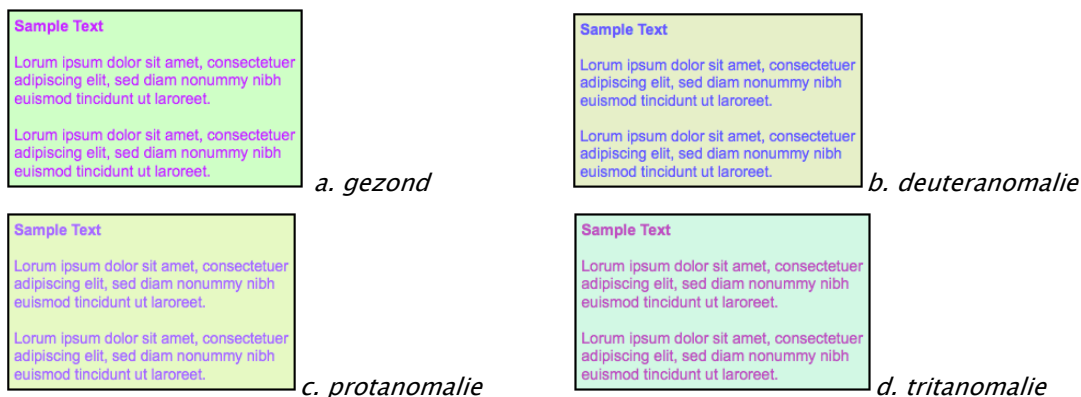 Sample Text
Lorum ipsum dolor sit amet, consectetuer
adipiscing elit, sed diam nonummy nibh
euismod tincidunt ut laroreet.
Lorum ipsum dolor sit amet, consectetuer
adipiscing elit, sed diam nonummy nibh
euismod tincidunt ut laroreet.
a. gezond
Sample Text
Lorum ipsum dolor sit amet, consectetuer
adipiscing elit, sed diam nonummy nibh
euismod tincidunt ut laroreet.
Lorum ipsum dolor sit amet, consectetuer
adipiscing elit, sed diam nonummy nibh
euismod tincidunt ut laroreet.
b. deuteranomalie
Sample Text
Lorum ipsum dolor sit amet, consectetuer
adipiscing elit, sed diam nonummy nibh
euismod tincidunt ut laroreet.
Lorum ipsum dolor sit amet, consectetuer
adipiscing elit, sed diam nonummy nibh
euismod tincidunt ut laroreet.
c. protanomalie
Sample Text
Lorum ipsum dolor sit amet, consectetuer
adipiscing elit, sed diam nonummy nibh
euismod tincidunt ut laroreet.
Lorum ipsum dolor sit amet, consectetuer
adipiscing elit, sed diam nonummy nibh
euismod tincidunt ut laroreet.
d. tritanomalie